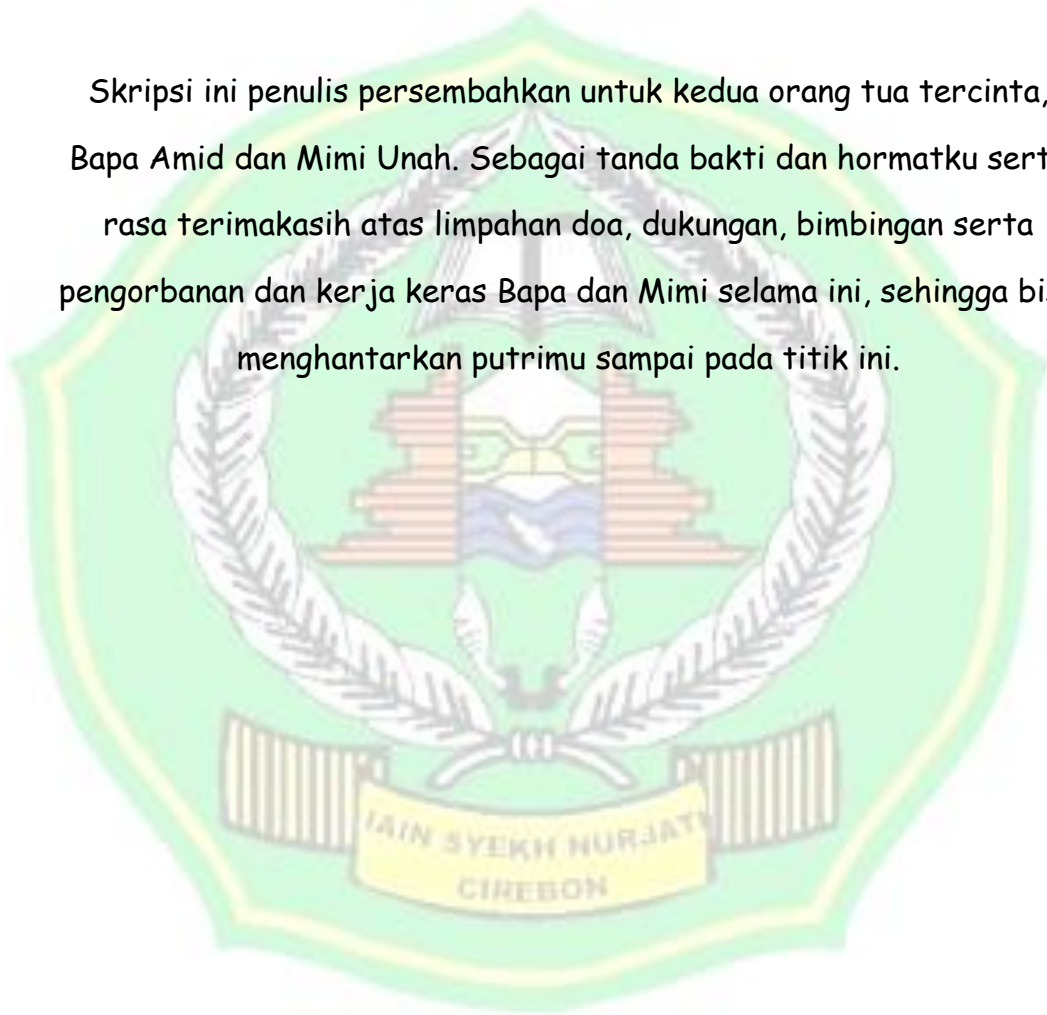 Skripsi ini penulis persembahkan untuk kedua orang tua tercinta,
Bapa Amid dan Mimi Unah. Sebagai tanda bakti dan hormatku sert
rasa terimakasih atas limpahan doa, dukungan, bimbingan serta
pengorbanan dan kerja keras Bapa dan Mimi selama ini, sehingga bi
menghantarkan putrimu sampai pada titik ini.
IAIN SYEKH NURJATI
CIREBON